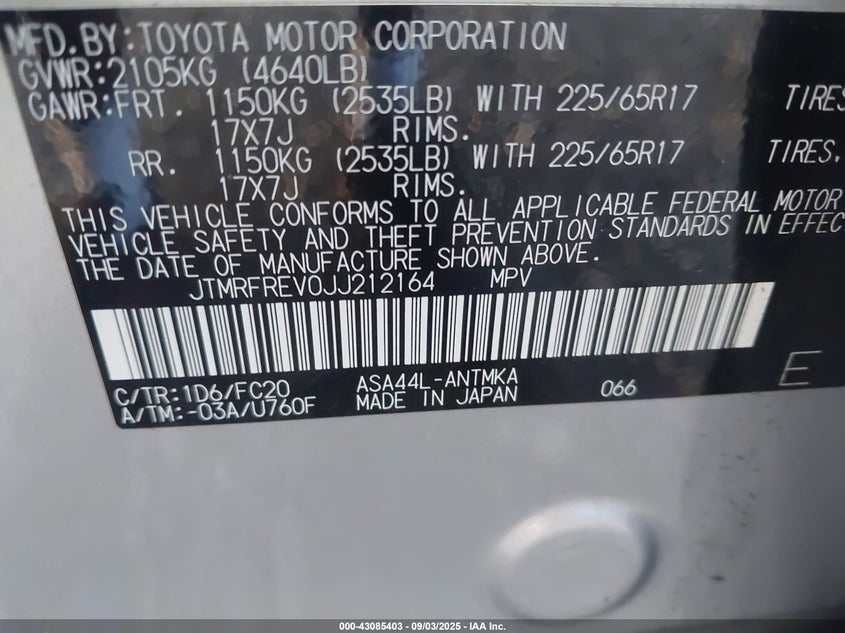 MFD.BY:TOYOTA MOTOR CORPORATION
GVWR:2105KG (4640LB)
GAWR:FRT. 1150KG (2535LB) WITH 225/65R17 TIRES
17X7J RIMS.
RR. 1150KG (2535LB) WITH 225/65R17 TIRES.
17X7J RIMS.
THIS VEHICLE CONFORMS TO ALL APPLICABLE FEDERAL MOTOR
VEHICLE SAFETY AND THEFT PREVENTION STANDARDS IN EFFEC
THE DATE OF MANUFACTURE SHOWN ABOVE.
JTMRFREV0JJ212164 MPV
C/TR:1D6/FC20 ASA44L-ANTMKA 066 E
A/TM:-03A/U760F MADE IN JAPAN
000-43085403 - 09/03/2025 - IAA Inc.